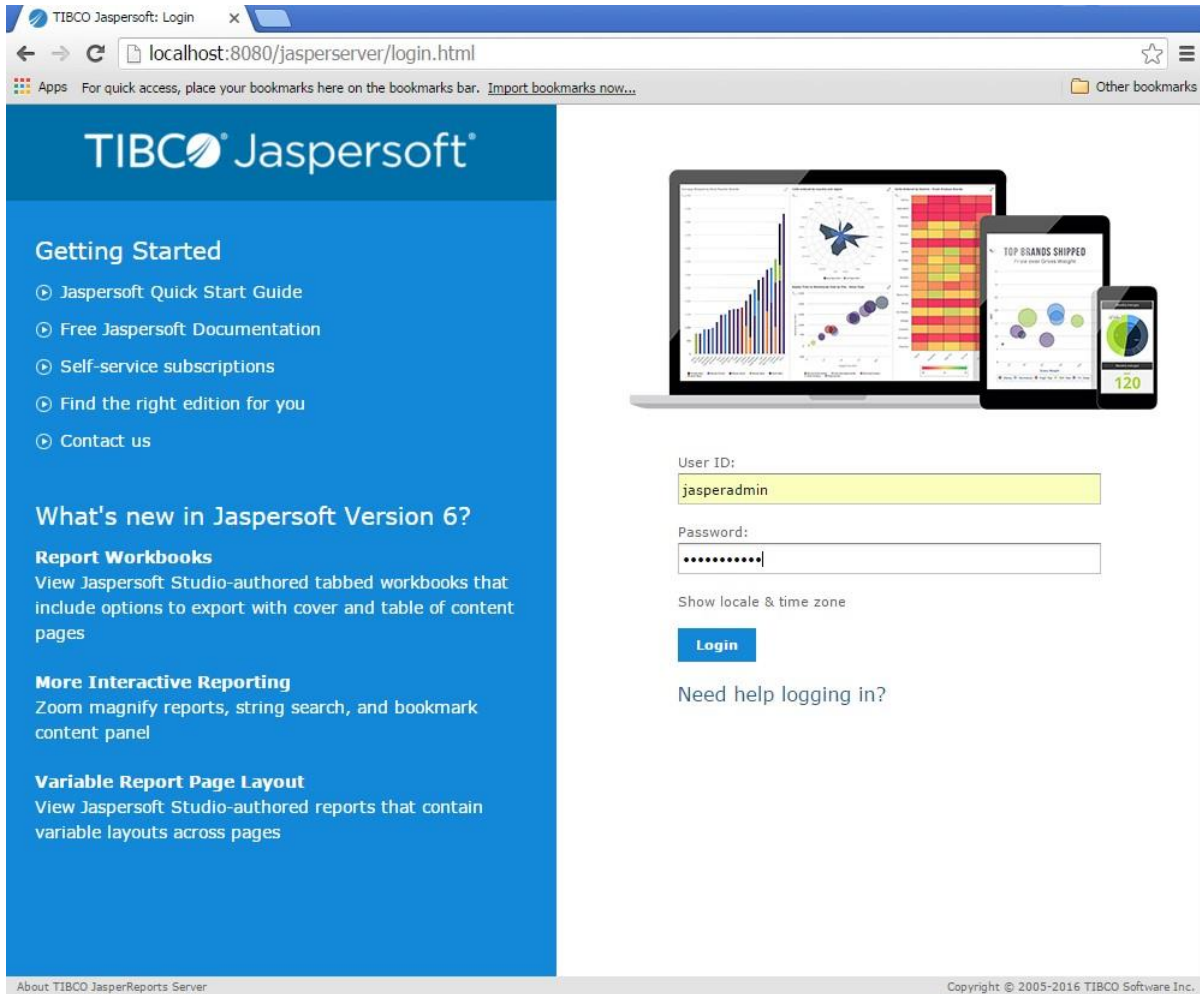 TIBCO Jaspersoft: Login
localhost:8080/jasperserver/login.html
Apps For quick access, place your bookmarks here on the bookmarks bar. Import bookmarks now...
Other bookmarks
TIBCO® Jaspersoft®
Getting Started
Jaspersoft Quick Start Guide
Free Jaspersoft Documentation
Self-service subscriptions
Find the right edition for you
Contact us
What's new in Jaspersoft Version 6?
Report Workbooks
View Jaspersoft Studio-authored tabbed workbooks that
include options to export with cover and table of content
pages
More Interactive Reporting
Zoom magnify reports, string search, and bookmark
content panel
Variable Report Page Layout
View Jaspersoft Studio-authored reports that contain
variable layouts across pages
TOP BRANDS SHIPPED
120
User ID:
jasperadmin
Password:
•••••••••••
Show locale & time zone
Login
Need help logging in?
About TIBCO JasperReports Server
Copyright © 2005-2016 TIBCO Software Inc.